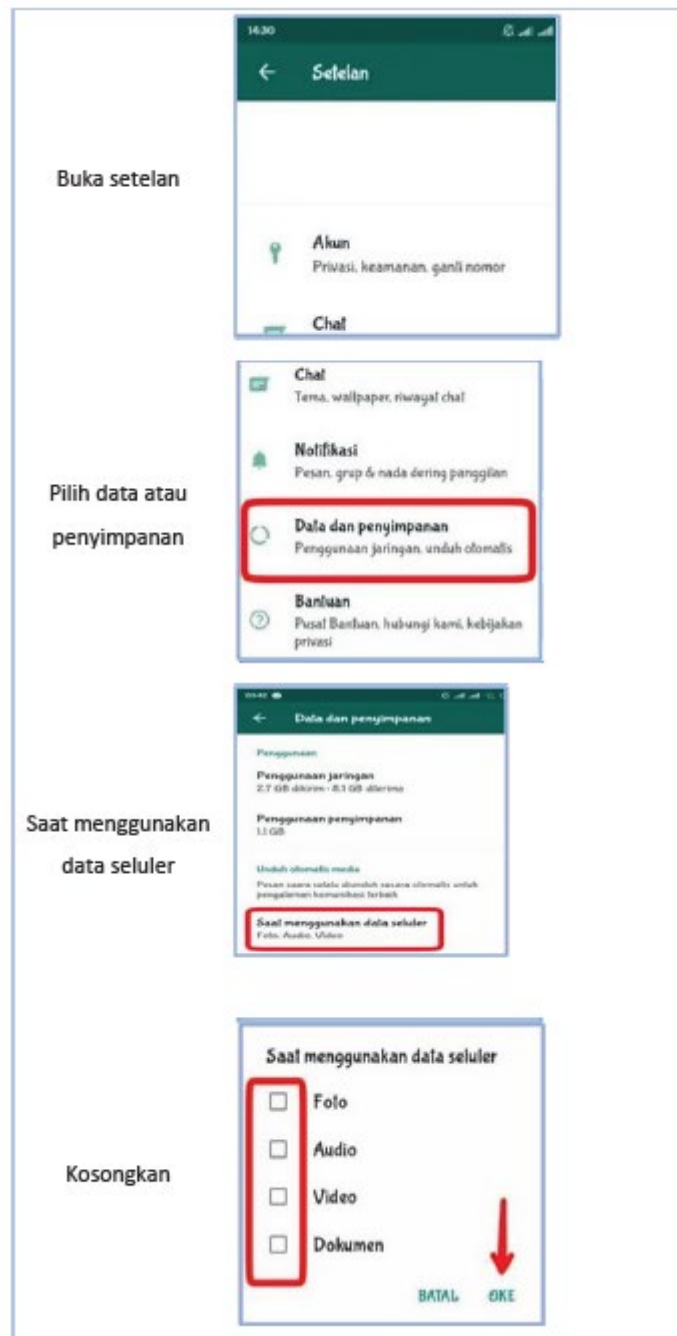 14:30
Setelan
Buka setelan
Akun
Privasi, keamanan, ganti nomor
Chat
Chat
Tema, wallpaper, riwayat chat
Notifikasi
Pesan, grup & nada dering panggilan
Pilih data atau
penyimpanan
Data dan penyimpanan
Penggunaan jaringan, unduh otomatis
Bantuan
Pusat Bantuan, hubungi kami, kebijakan
privasi
Data dan penyimpanan
Penggunaan
Penggunaan jaringan
2.7 GB dikirim - 8.1 GB diterima
Penggunaan penyimpanan
1.1 GB
Saat menggunakan
data seluler
Unduh otomatis media
Pesan suara selalu diunduh secara otomatis untuk
pengalaman komunikasi terbaik
Saat menggunakan data seluler
Foto, Audio, Video
Saat menggunakan data seluler
Foto
Audio
Kosongkan
Video
Dokumen
BATAL OKE